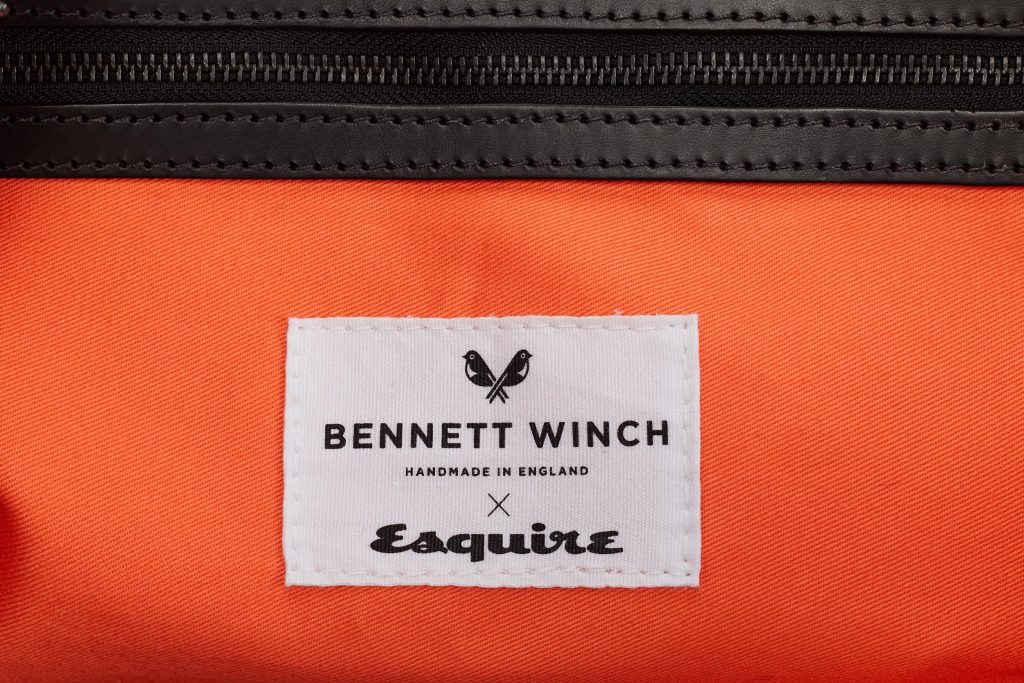 BENNETT WINCH
HANDMADE IN ENGLAND
×
Esquire